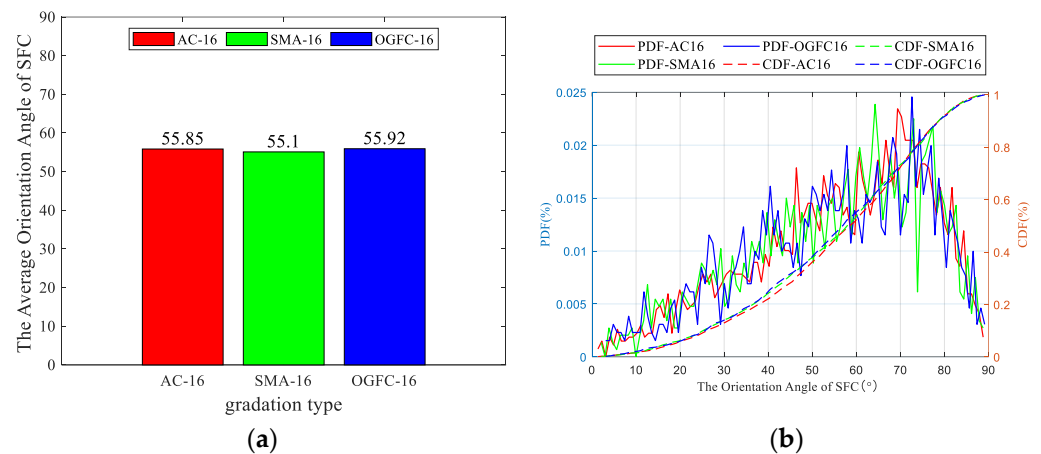 The Average Orientation Angle of SFC
90
80
70
60
50
40
30
20
10
0
AC-16 SMA-16 OGFC-16
55.85 55.1 55.92
AC-16 SMA-16 OGFC-16
gradation type
(a)
PDF-AC16 PDF-OGFC16 CDF-SMA16
PDF-SMA16 CDF-AC16 CDF-OGFC16
PDF(%)
0.025
0.02
0.015
0.01
0.005
0
CDF(%)
1
0.8
0.6
0.4
0.2
0
0 10 20 30 40 50 60 70 80 90
The Orientation Angle of SFC(°)
(b)